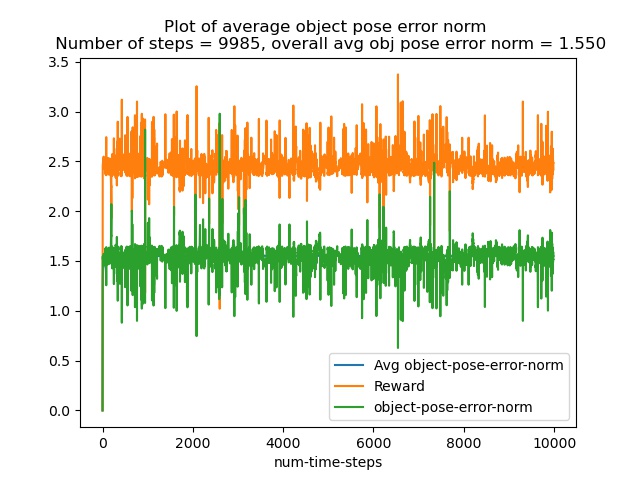 Plot of average object pose error norm
Number of steps = 9985, overall avg obj pose error norm = 1.550
3.5
3.0
2.5
2.0
1.5
1.0
0.5
0.0
Avg object-pose-error-norm
Reward
object-pose-error-norm
0 2000 4000 6000 8000 10000
num-time-steps